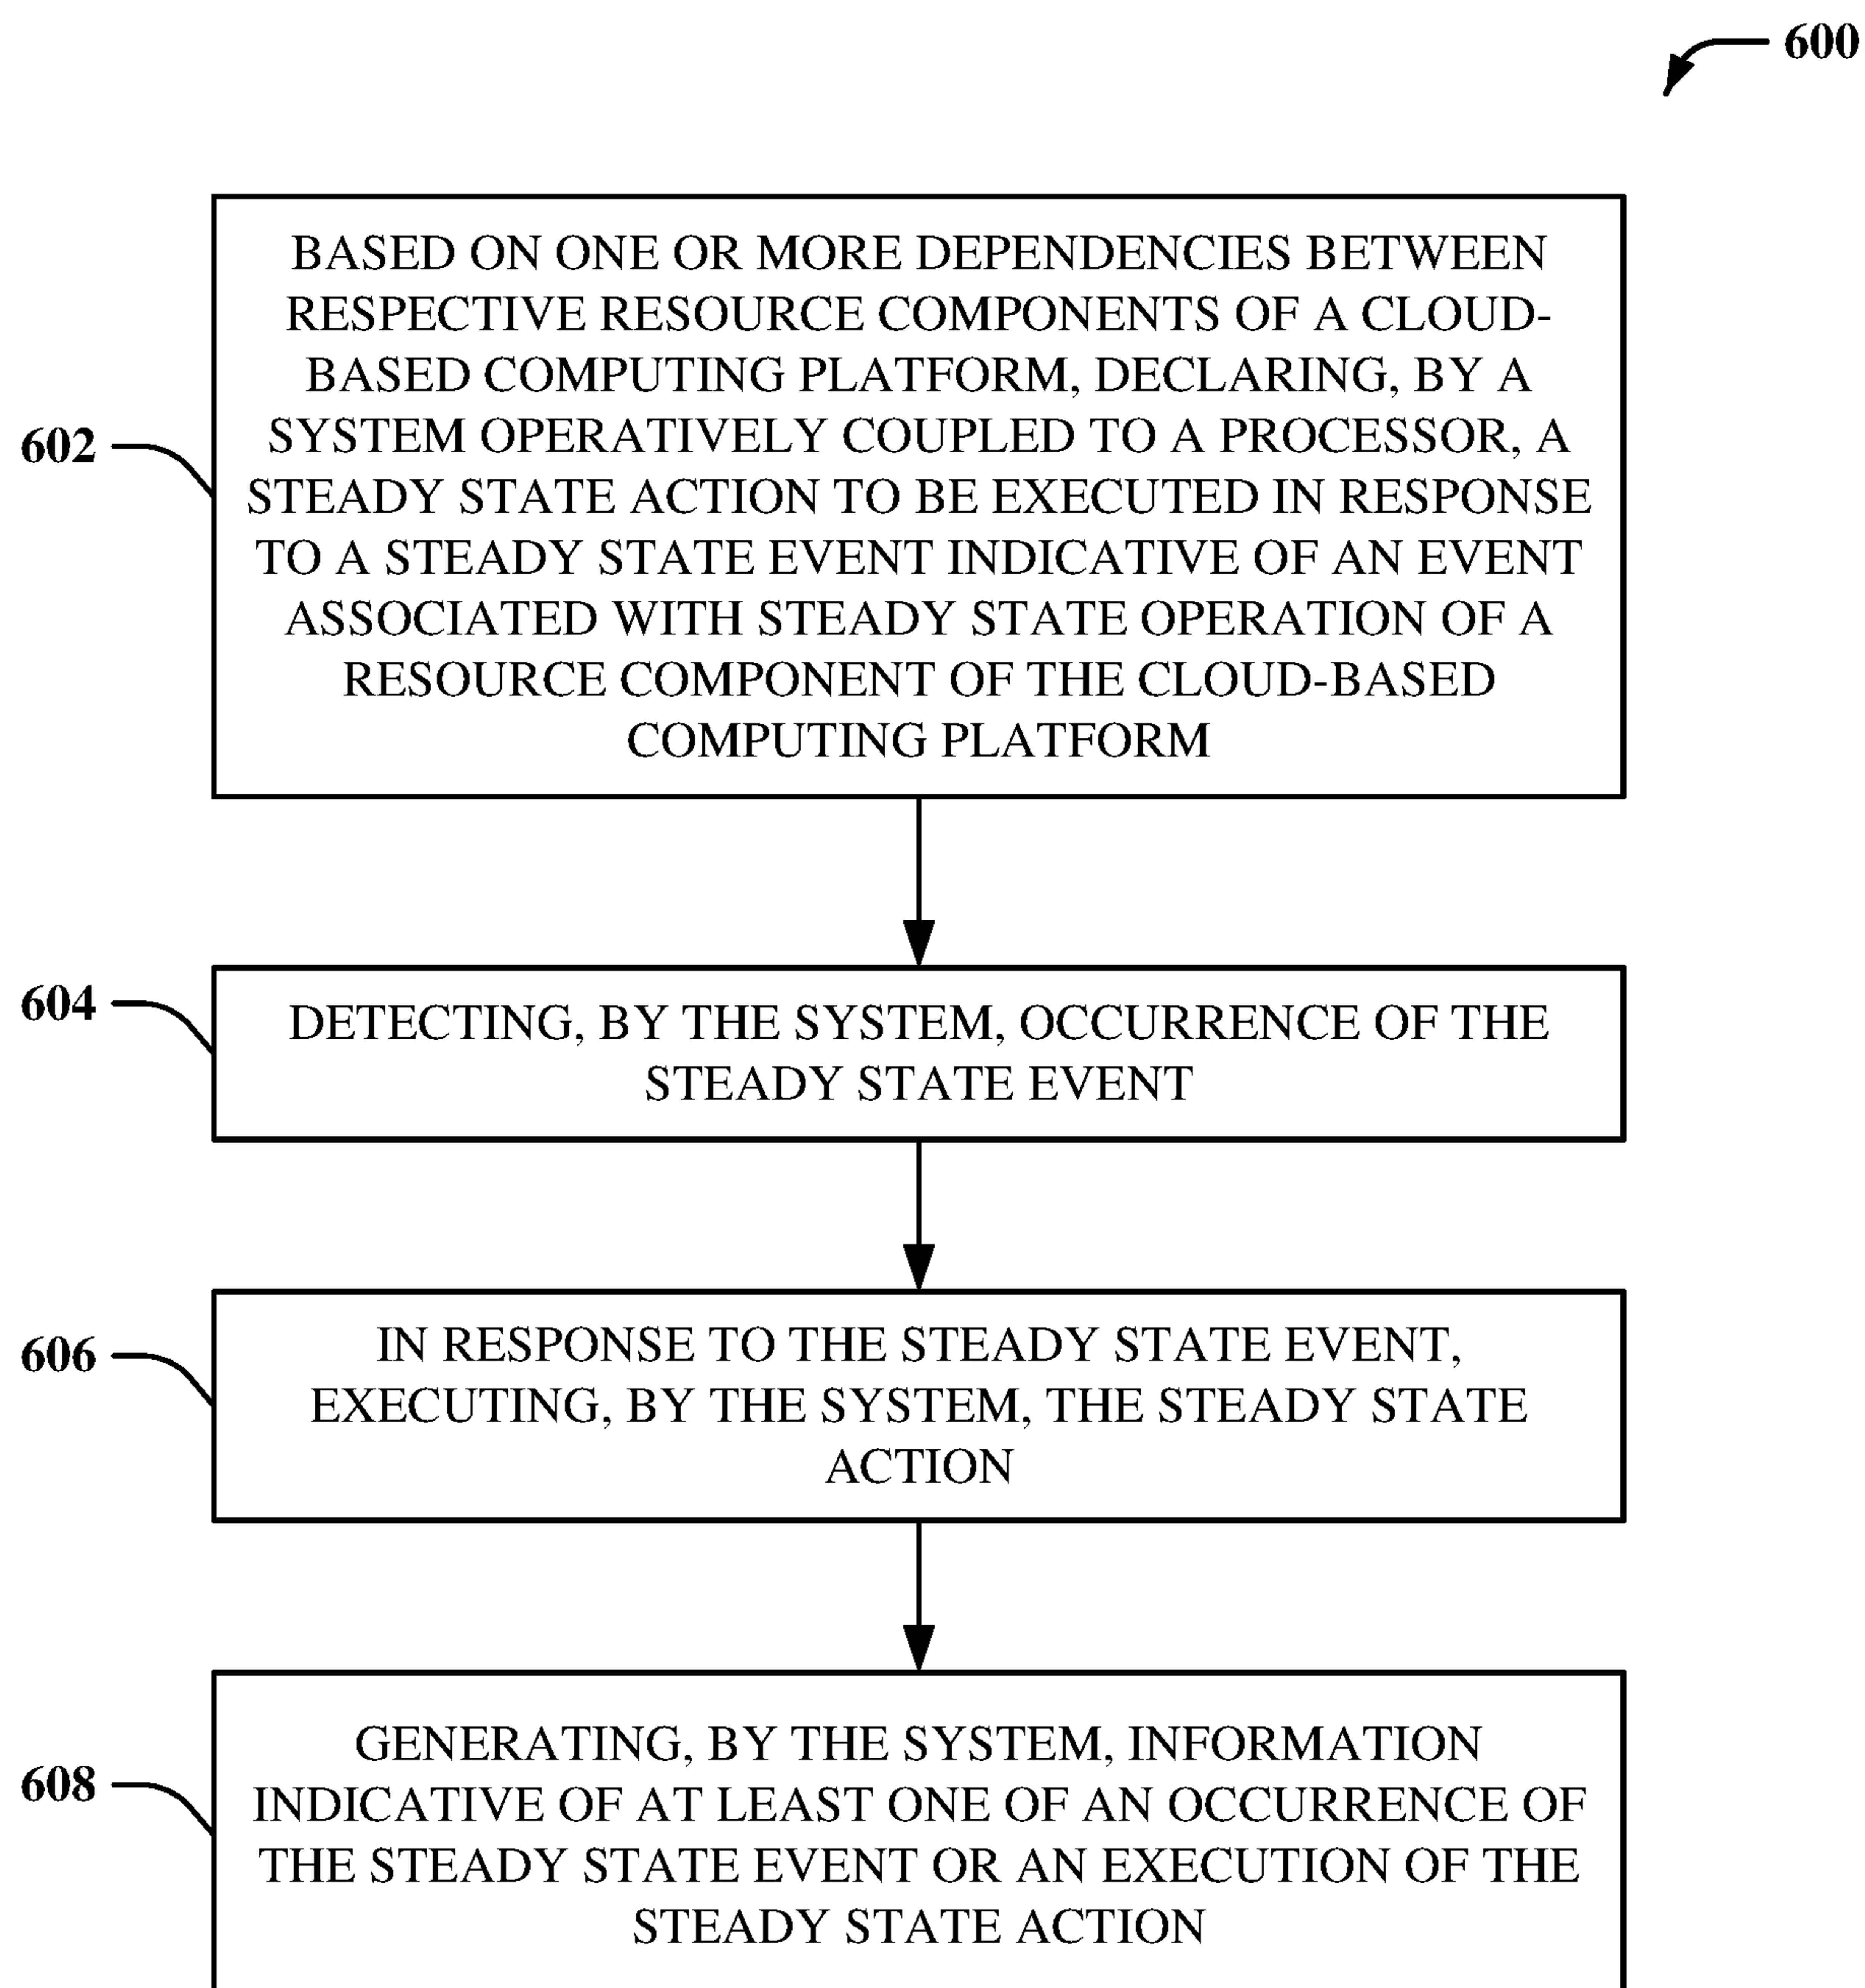 600
BASED ON ONE OR MORE DEPENDENCIES BETWEEN
RESPECTIVE RESOURCE COMPONENTS OF A CLOUD-
BASED COMPUTING PLATFORM, DECLARING, BY A
SYSTEM OPERATIVELY COUPLED TO A PROCESSOR, A
STEADY STATE ACTION TO BE EXECUTED IN RESPONSE
TO A STEADY STATE EVENT INDICATIVE OF AN EVENT
ASSOCIATED WITH STEADY STATE OPERATION OF A
RESOURCE COMPONENT OF THE CLOUD-BASED
COMPUTING PLATFORM
602
DETECTING, BY THE SYSTEM, OCCURRENCE OF THE
STEADY STATE EVENT
604
IN RESPONSE TO THE STEADY STATE EVENT,
EXECUTING, BY THE SYSTEM, THE STEADY STATE
ACTION
606
GENERATING, BY THE SYSTEM, INFORMATION
INDICATIVE OF AT LEAST ONE OF AN OCCURRENCE OF
THE STEADY STATE EVENT OR AN EXECUTION OF THE
STEADY STATE ACTION
608